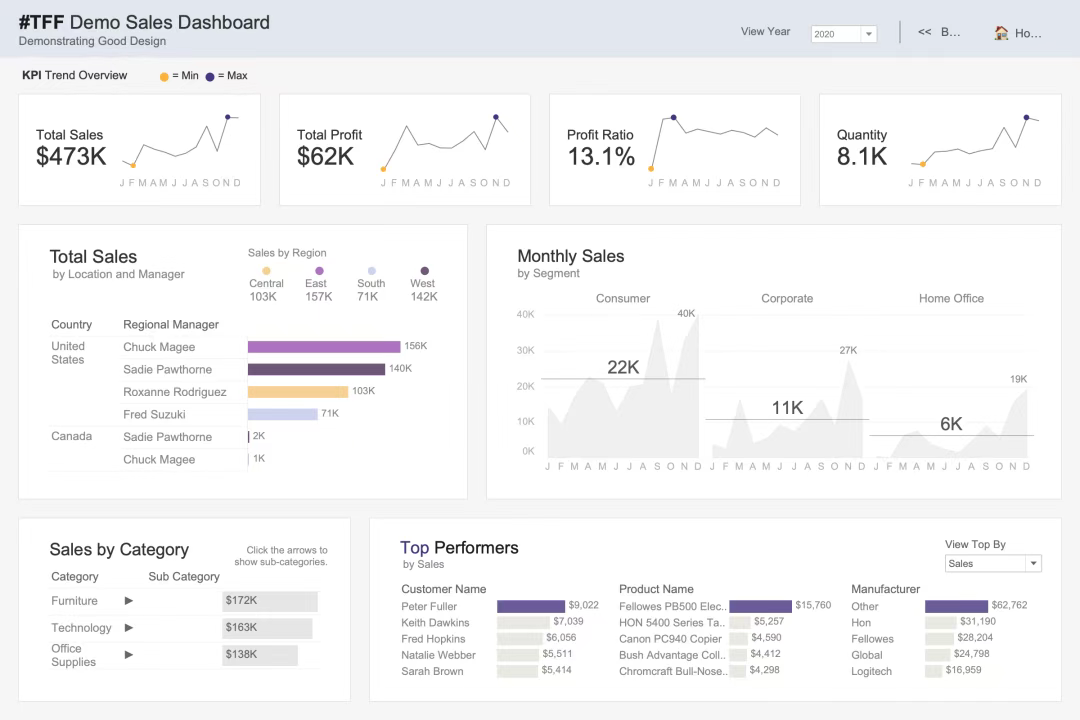 #TFF Demo Sales Dashboard
Demonstrating Good Design
View Year
2020
<< B...
Ho...
KPI Trend Overview
= Min = Max
Total Sales
$473K
J F M A M J J A S O N D
Total Profit
$62K
J F M A M J J A S O N D
Profit Ratio
13.1%
J F M A M J J A S O N D
Quantity
8.1K
J F M A M J J A S O N D
Total Sales
by Location and Manager
Sales by Region
Central East South West
103K 157K 71K 142K
Country Regional Manager
United States Chuck Magee 156K
Sadie Pawthorne 140K
Roxanne Rodriguez 103K
Fred Suzuki 71K
Canada Sadie Pawthorne 2K
Chuck Magee 1K
Monthly Sales
by Segment
Consumer Corporate Home Office
40K
30K
20K
10K
0K
40K
22K
27K
11K
19K
6K
J F M A M J J A S O N D J F M A M J J A S O N D J F M A M J J A S O N D
Sales by Category
Click the arrows to
show sub-categories.
Category Sub Category
Furniture $172K
Technology $163K
Office Supplies $138K
Top Performers
by Sales
View Top By
Sales
Customer Name
Peter Fuller $9,022
Keith Dawkins $7,039
Fred Hopkins $6,056
Natalie Webber $5,511
Sarah Brown $5,414
Product Name
Fellowes PB500 Elec.. $15,760
HON 5400 Series Ta.. $5,257
Canon PC940 Copier $4,590
Bush Advantage Coll.. $4,412
Chromcraft Bull-Nose.. $4,298
Manufacturer
Other $62,762
Hon $31,190
Fellowes $28,204
Global $24,798
Logitech $16,959